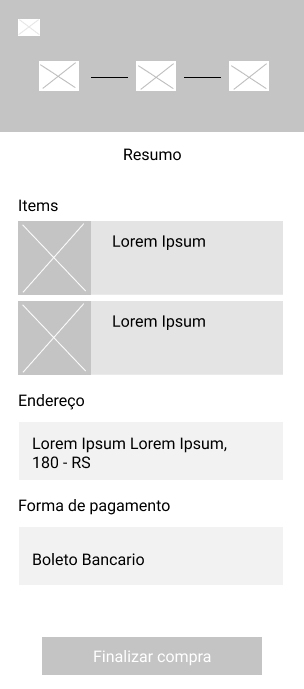 Resumo
Items
Lorem Ipsum
Lorem Ipsum
Endereço
Lorem Ipsum Lorem Ipsum,
180 - RS
Forma de pagamento
Boleto Bancario
Finalizar compra